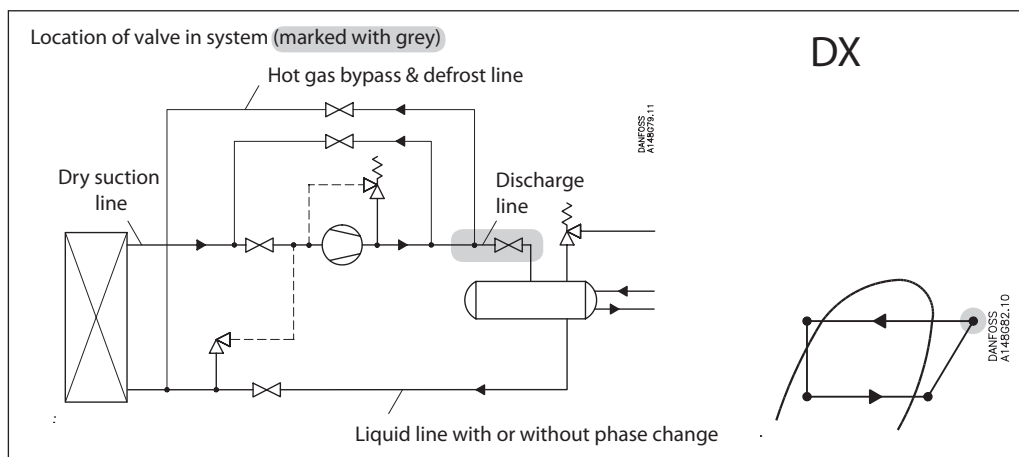 Location of valve in system (marked with grey)
DX
Hot gas bypass & defrost line
DANFOSS
A148G79.11
Dry suction
line
Discharge
line
DANFOSS
A148G82.10
Liquid line with or without phase change